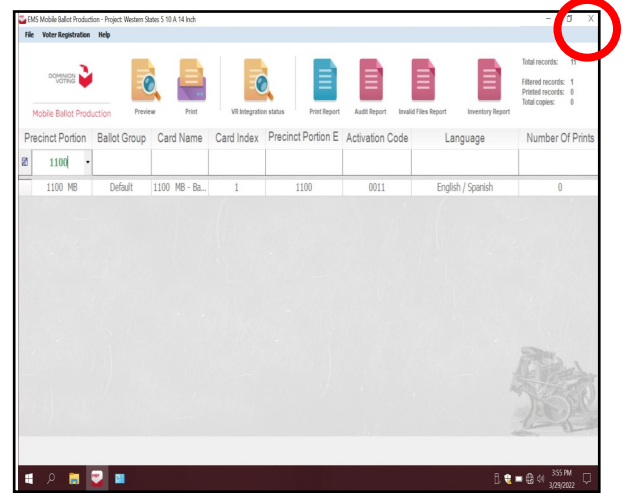 EMS Mobile Ballot Production - Project: Western States 5 10 A 14 Inch
File Voter Registration Help
DOMINION
VOTING
Mobile Ballot Production
Preview
Print
VR Integration status
Print Report
Audit Report
Invalid Files Report
Inventory Report
Total records: 11
Filtered records: 1
Printed records: 0
Total copies: 0
Precinct Portion Ballot Group Card Name Card Index Precinct Portion E Activation Code Language Number Of Prints
1100
1100 MB Default 1100 MB - Ba... 1 1100 0011 English / Spanish 0
3:55 PM
3/29/2022